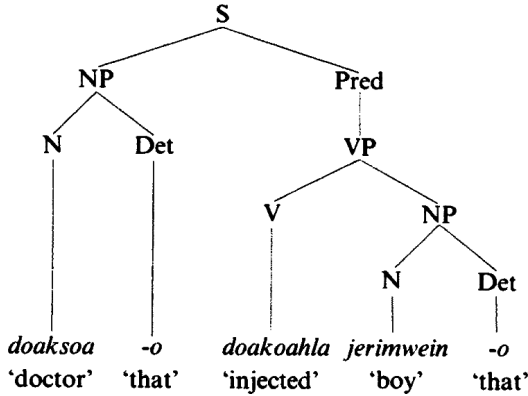 S
NP Pred
N Det VP
V NP
N Det
doaksoa -o doakoahla jerimwein -o
‘doctor’ ‘that’ ‘injected’ ‘boy’ ‘that’